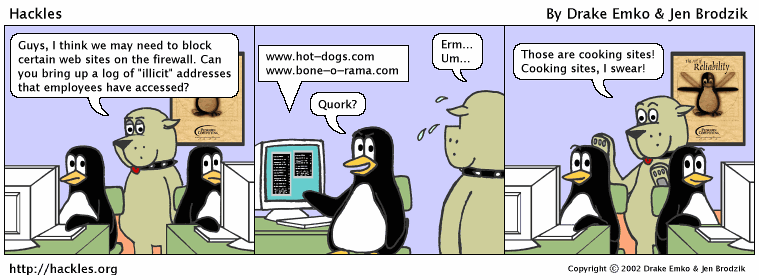 Hackles
By Drake Emko & Jen Brodzik
Guys, I think we may need to block
certain web sites on the firewall. Can
you bring up a log of "illicit" addresses
that employees have accessed?
www.hot-dogs.com
www.bone-o-rama.com
Quork?
Erm...
Um...
Those are cooking sites!
Cooking sites, I swear!
Reliability
http://hackles.org
Copyright © 2002 Drake Emko & Jen Brodzik